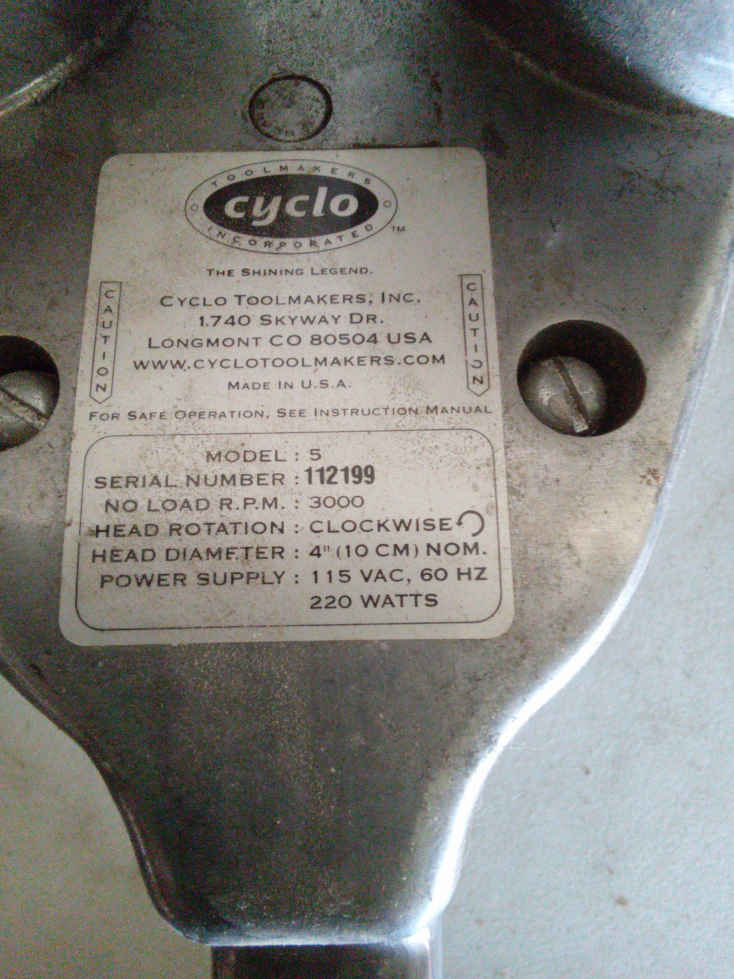 TOOLMAKERS
cyclo
INCORPORATED
TM
THE SHINING LEGEND.
CAUTION
CYCLO TOOLMAKERS, INC.
1740 SKYWAY DR.
LONGMONT CO 80504 USA
WWW.CYCLOTOOLMAKERS.COM
MADE IN U.S.A.
CAUTION
FOR SAFE OPERATION, SEE INSTRUCTION MANUAL
MODEL : 5
SERIAL NUMBER : 112199
NO LOAD R.P.M. : 3000
HEAD ROTATION : CLOCKWISE
HEAD DIAMETER : 4" (10 CM) NOM.
POWER SUPPLY : 115 VAC, 60 HZ
220 WATTS